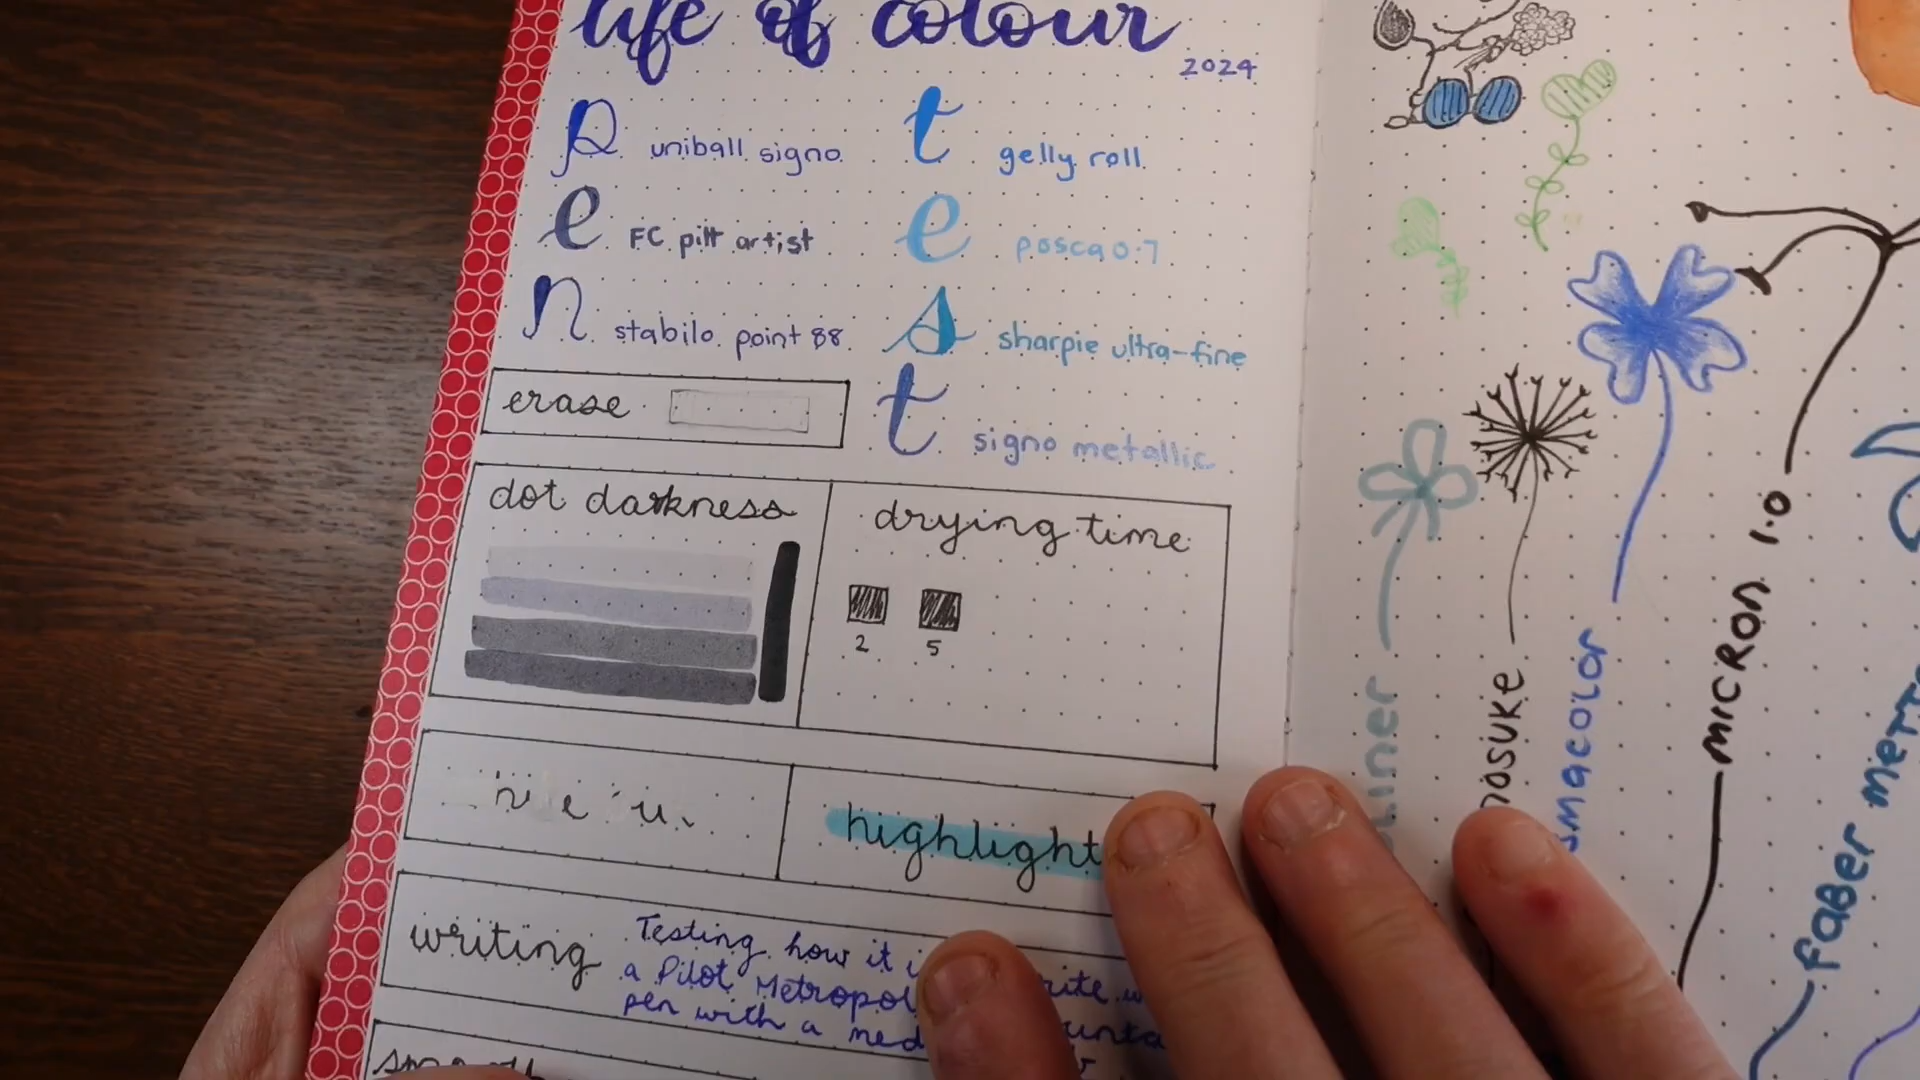 life of colour
2024
p uniball signo
e FC pitt artist
n stabilo point 88
t gelly roll
e posca 0.7
s sharpie ultra-fine
t signo metallic
erase
dot darkness
drying time
2 5
highlight
writing
Testing how it
a Pilot
pen with a med
smooth
MICRON 1.0
FABER